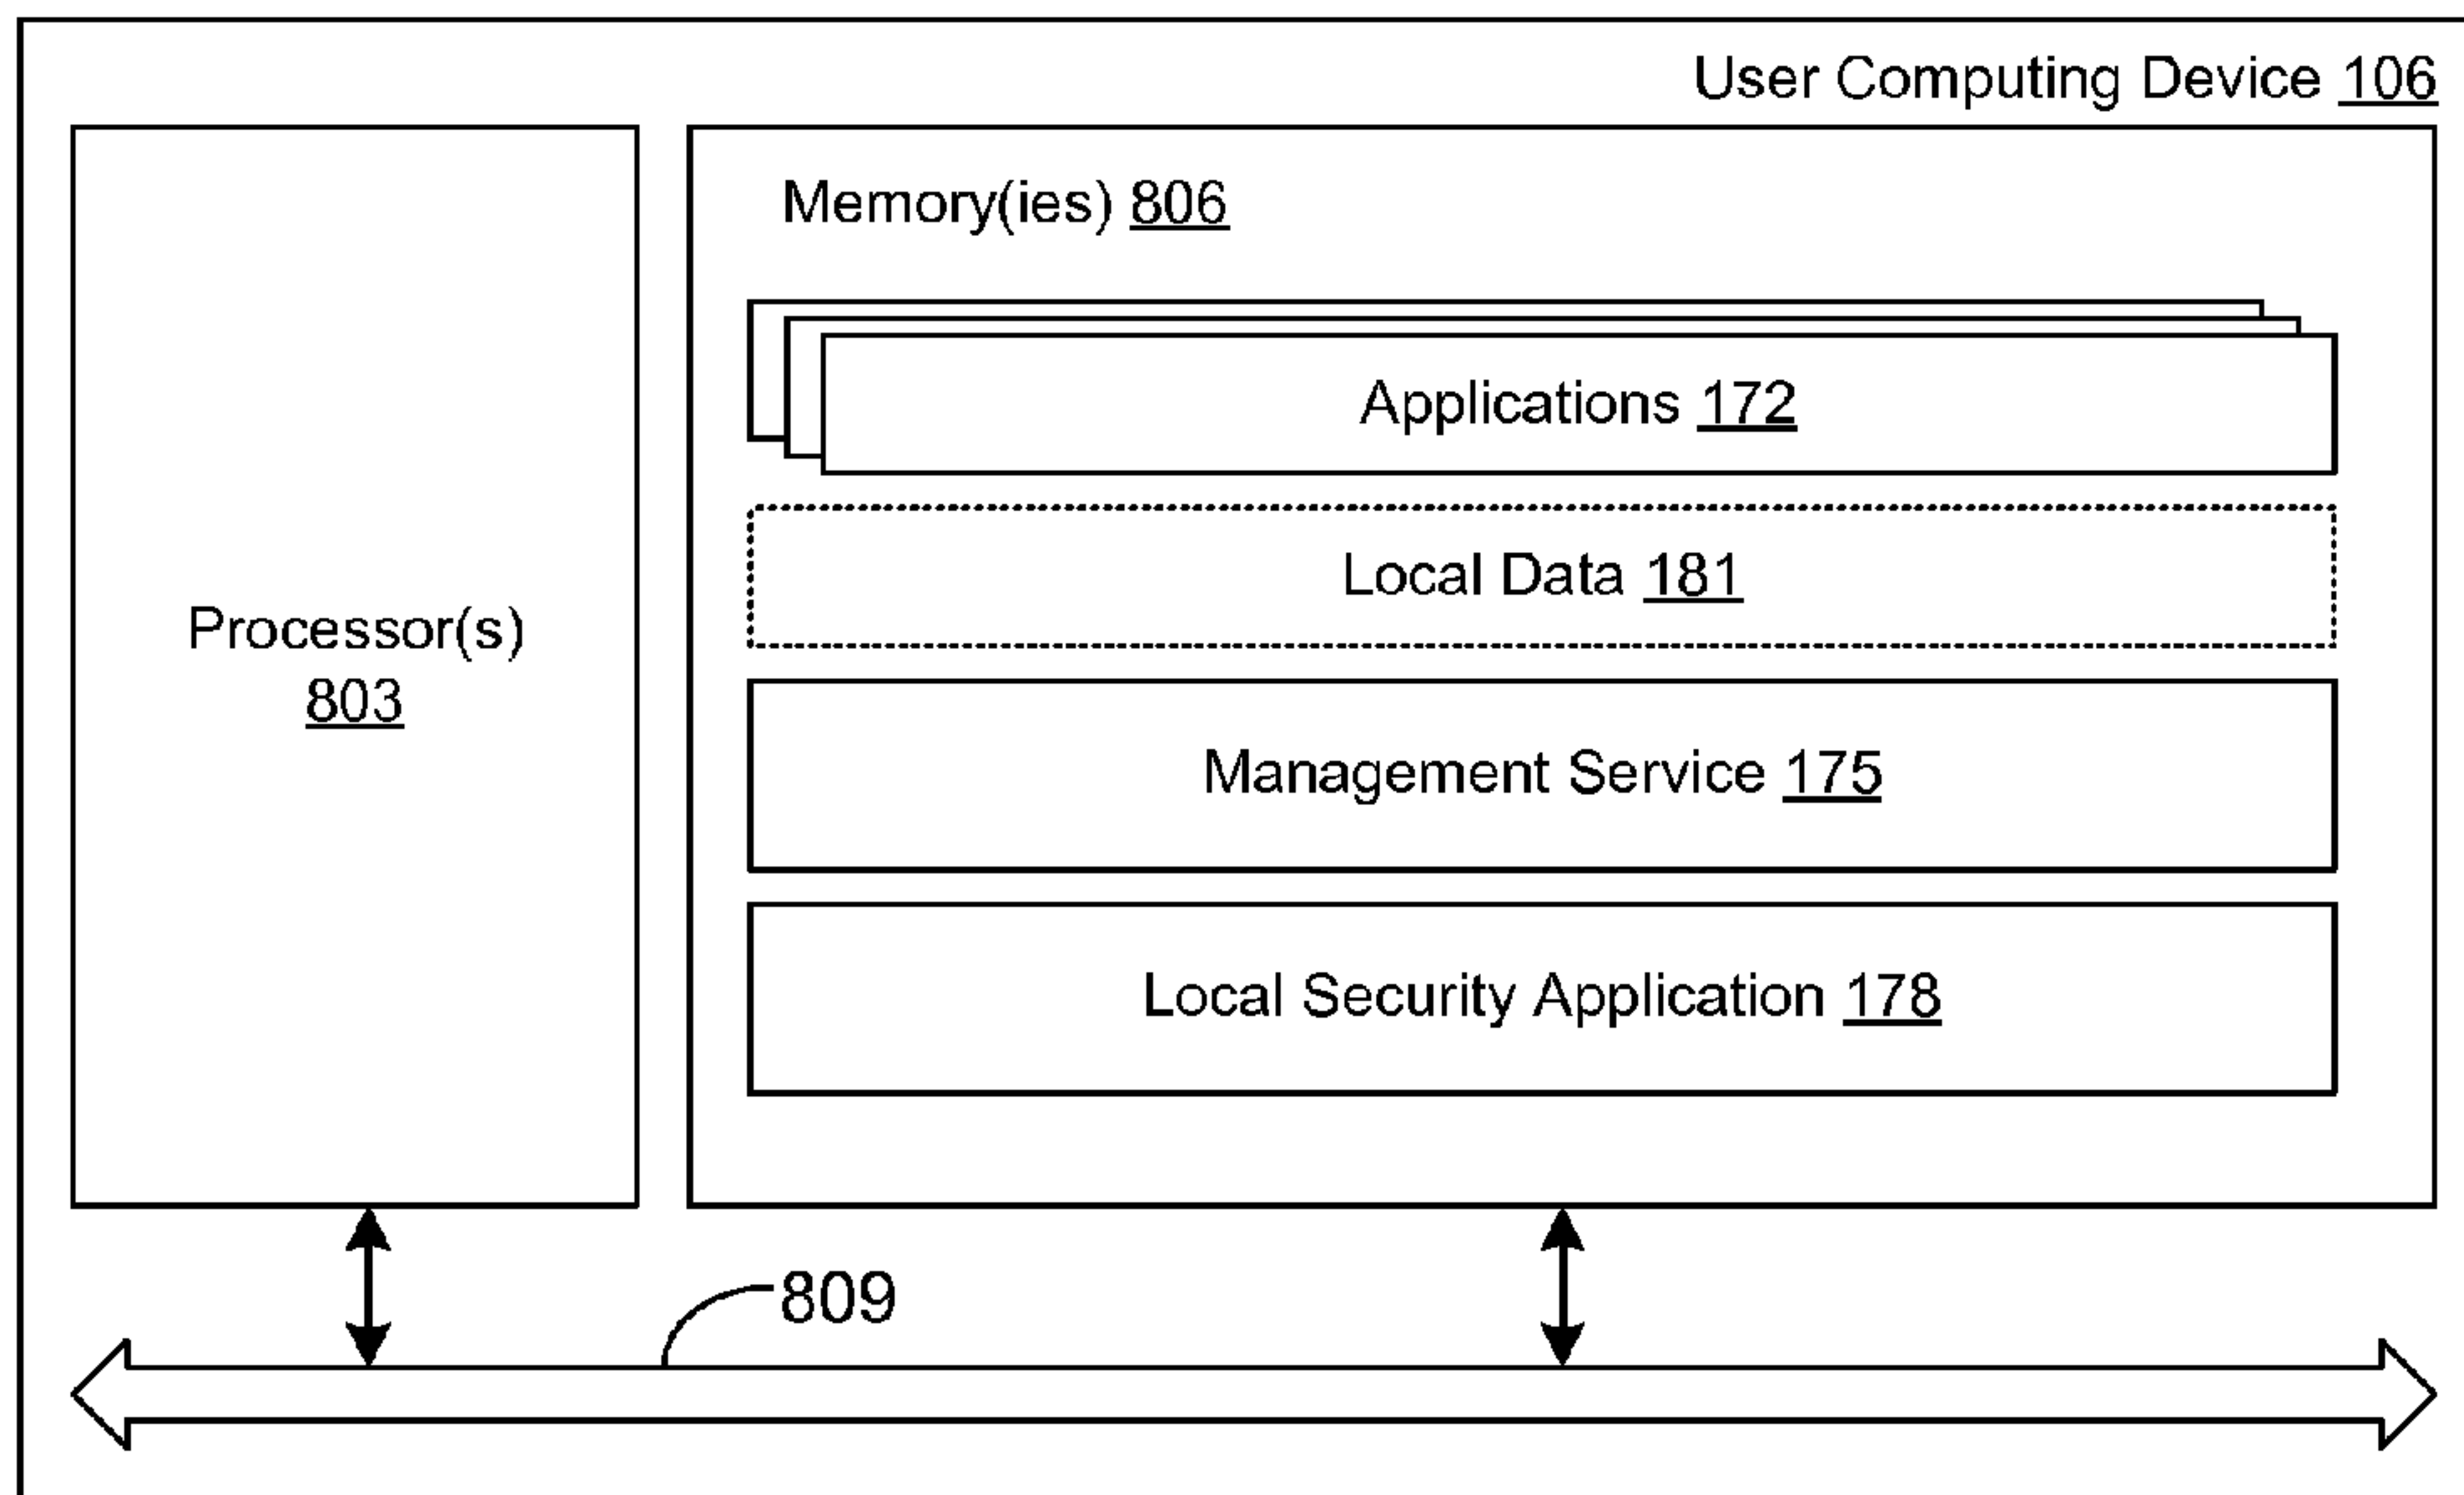 User Computing Device 106
Memory(ies) 806
Applications 172
Local Data 181
Processor(s)
803
Management Service 175
Local Security Application 178
809